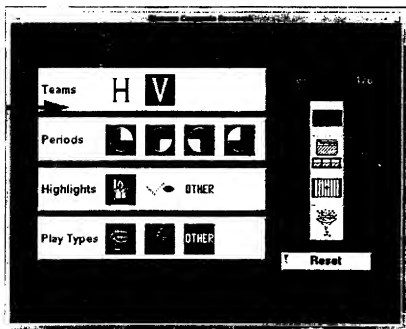 Teams H V
Periods
Highlights OTHER
Play Types OTHER
Reset